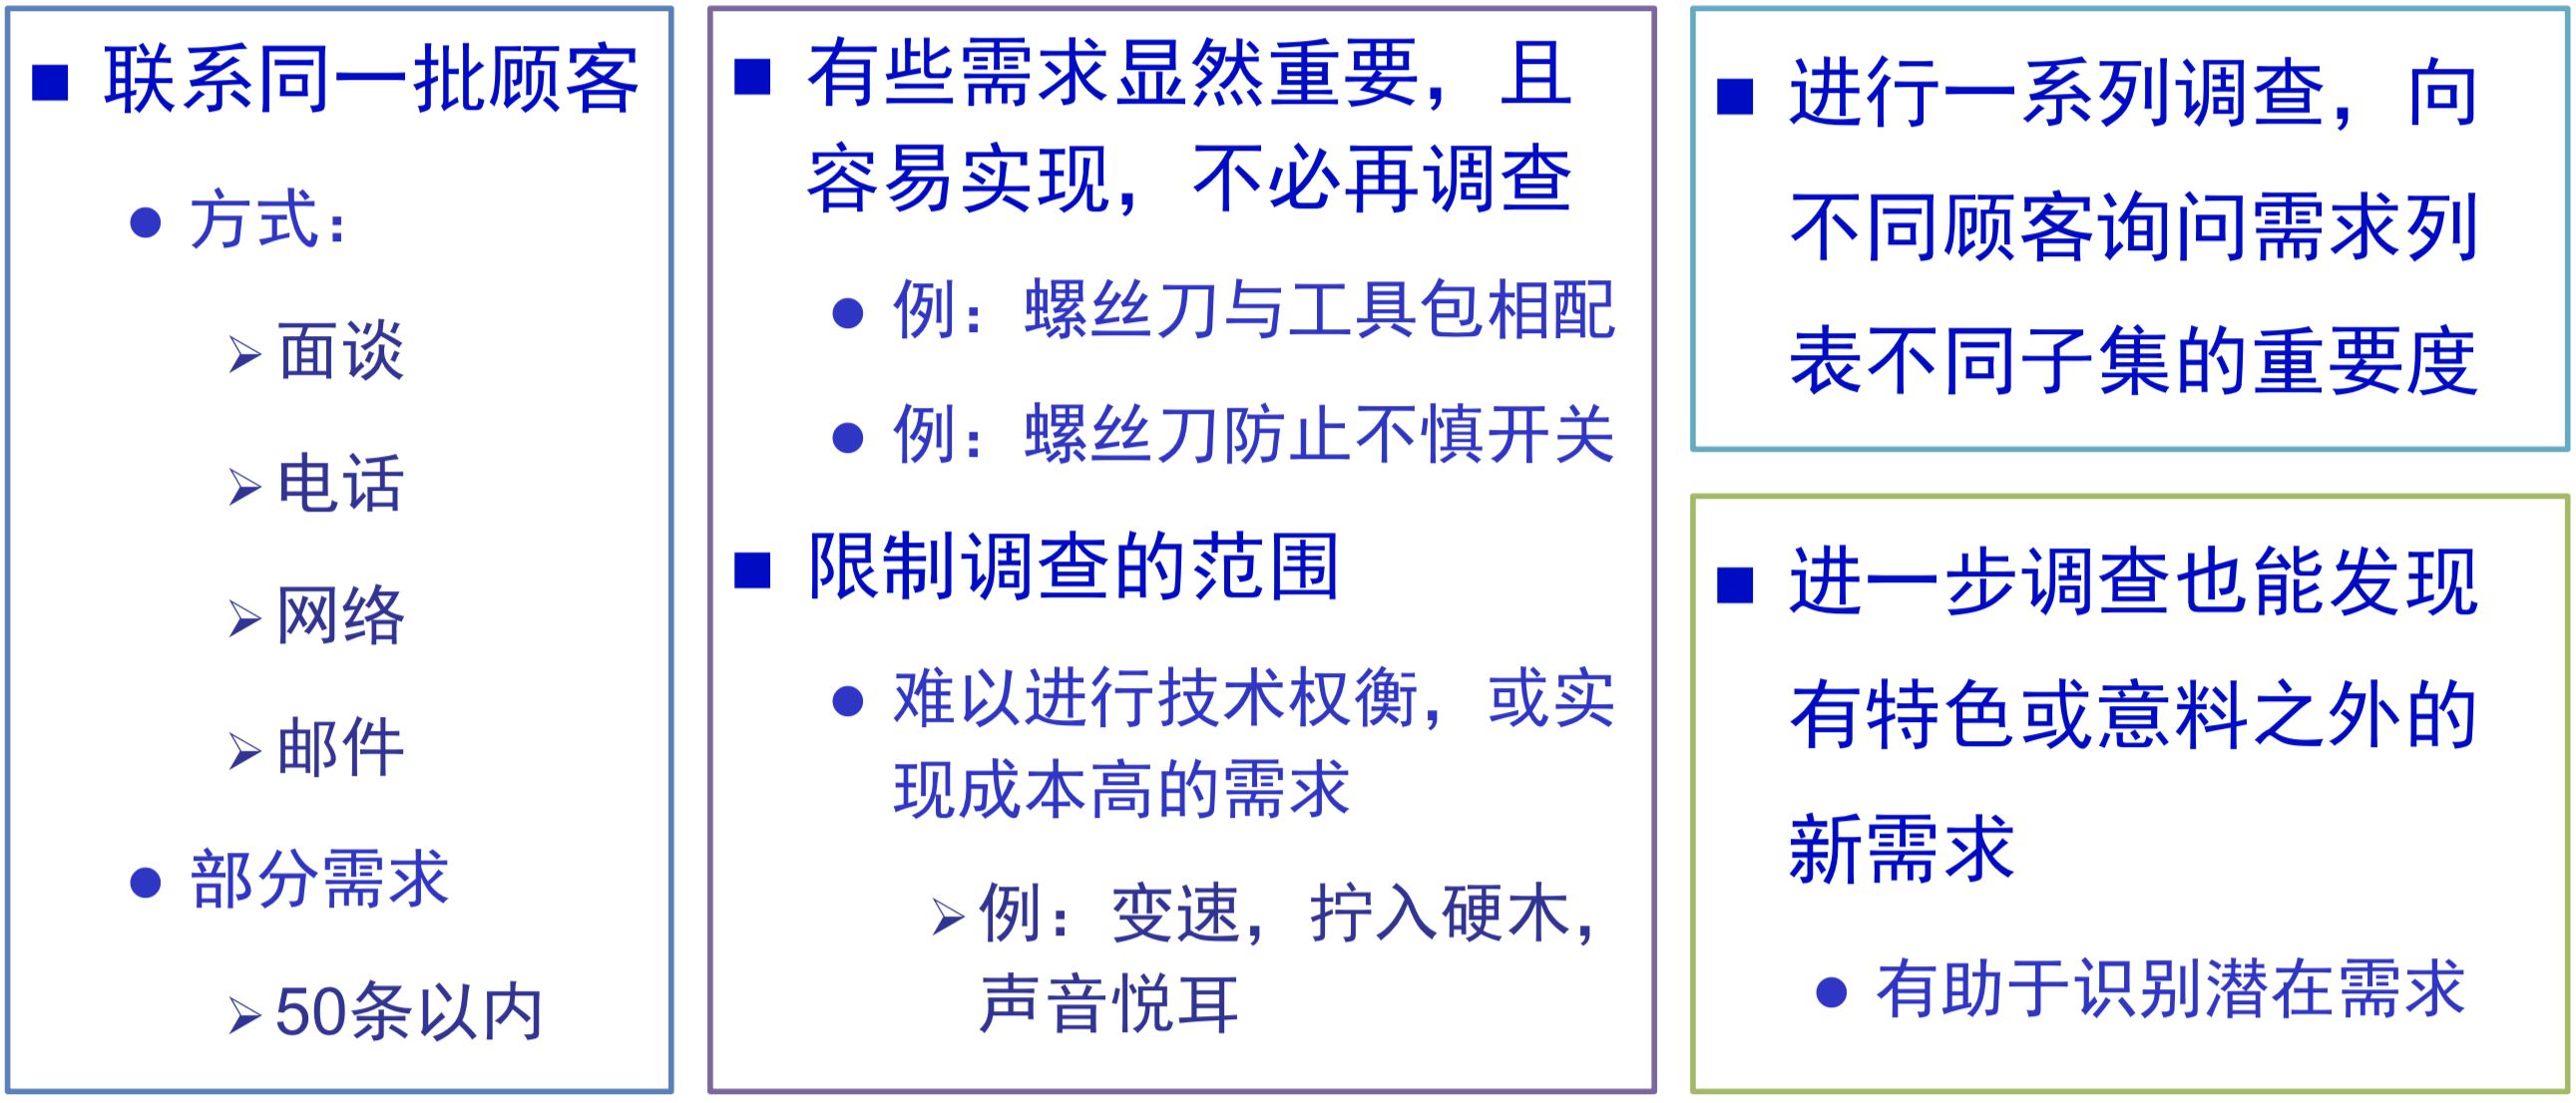 ■ 联系同一批顾客
● 方式：
➢ 面谈
➢ 电话
➢ 网络
➢ 邮件
● 部分需求
➢ 50条以内
■ 有些需求显然重要，且
容易实现，不必再调查
● 例：螺丝刀与工具包相配
● 例：螺丝刀防止不慎开关
■ 限制调查的范围
● 难以进行技术权衡，或实
现成本高的需求
➢ 例：变速，拧入硬木，
声音悦耳
■ 进行一系列调查，向
不同顾客询问需求列
表不同子集的重要度
■ 进一步调查也能发现
有特色或意料之外的
新需求
● 有助于识别潜在需求